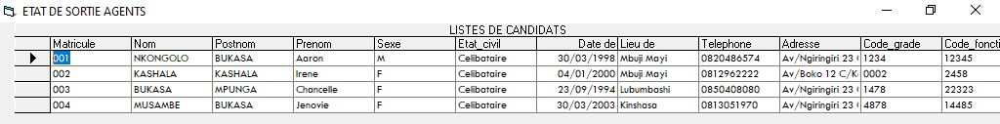 ETAT DE SORTIE AGENTS
LISTES DE CANDIDATS
Matricule Nom Postnom Prenom Sexe Etat_civil Date de Lieu de Telephone Adresse Code_grade Code_foncti
001 NKONGOLO BUKASA Aaron M Celibataire 30/03/1998 Mbuji Mayi 0820486574 Av/Ngiringiri 23 1234 12345
002 KASHALA KASHALA Irene F Celibataire 04/01/2000 Mbuji Mayi 0812962222 Av/Boko 12 C/K 0002 2458
003 BUKASA MPUNGA Chancelle F Celibataire 23/09/1994 Lubumbashi 0850408080 Av/Ngiringiri 23 1478 22323
004 MUSAMBE BUKASA Jenovie F Celibataire 30/03/2003 Kinshasa 0813051970 Av/Ngiringiri 23 4878 14485